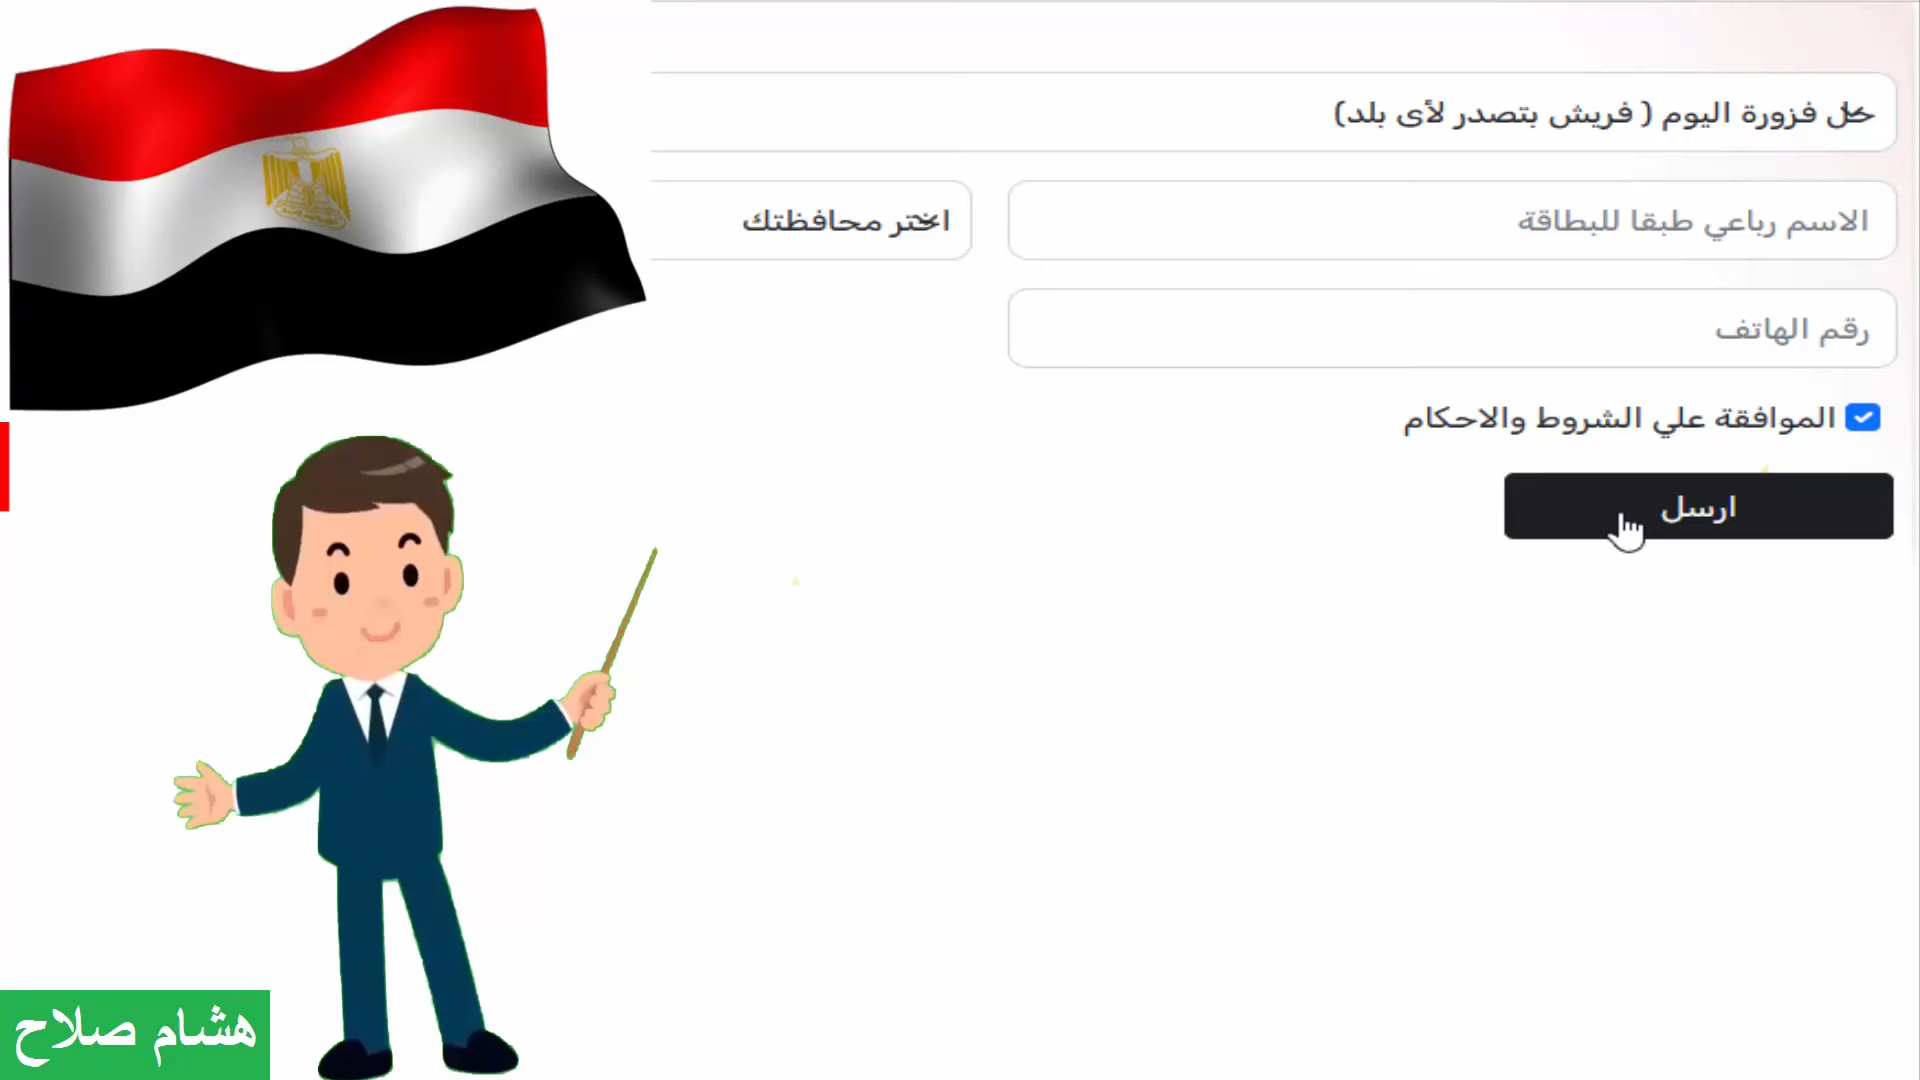 حل فزورة اليوم ( فريش بتصدر لأى بلد)
الاسم رباعي طبقا للبطاقة
اختر محافظتك
رقم الهاتف
الموافقة علي الشروط والاحكام
ارسل
هشام صلاح